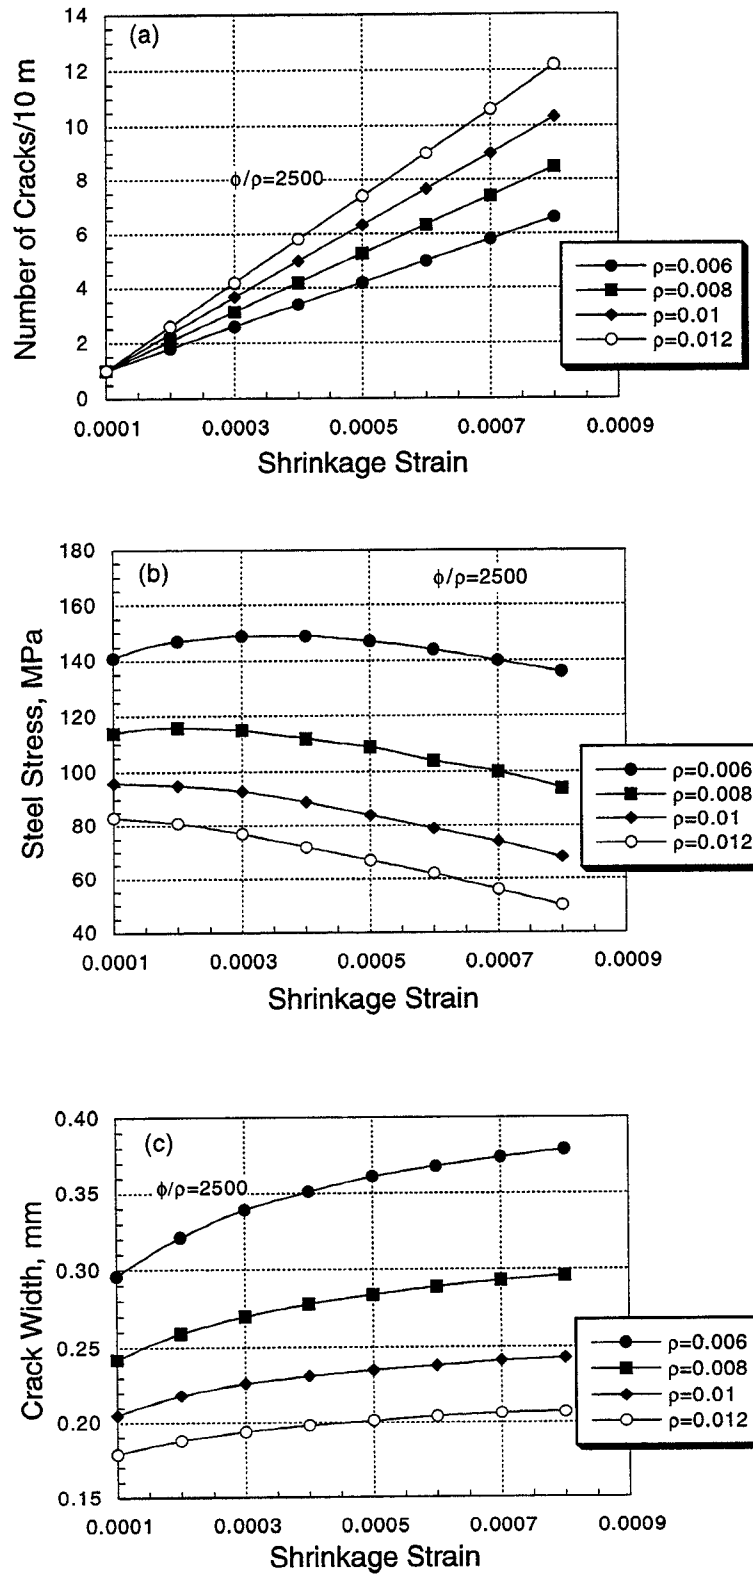 (a)
14
12
10
8
6
4
2
0
Number of Cracks/10 m
ϕ/ρ=2500
ρ=0.006
ρ=0.008
ρ=0.01
ρ=0.012
0.0001 0.0003 0.0005 0.0007 0.0009
Shrinkage Strain
(b)
180
160
140
120
100
80
60
40
Steel Stress, MPa
ϕ/ρ=2500
ρ=0.006
ρ=0.008
ρ=0.01
ρ=0.012
0.0001 0.0003 0.0005 0.0007 0.0009
Shrinkage Strain
(c)
0.40
0.35
0.30
0.25
0.20
0.15
Crack Width, mm
ϕ/ρ=2500
ρ=0.006
ρ=0.008
ρ=0.01
ρ=0.012
0.0001 0.0003 0.0005 0.0007 0.0009
Shrinkage Strain